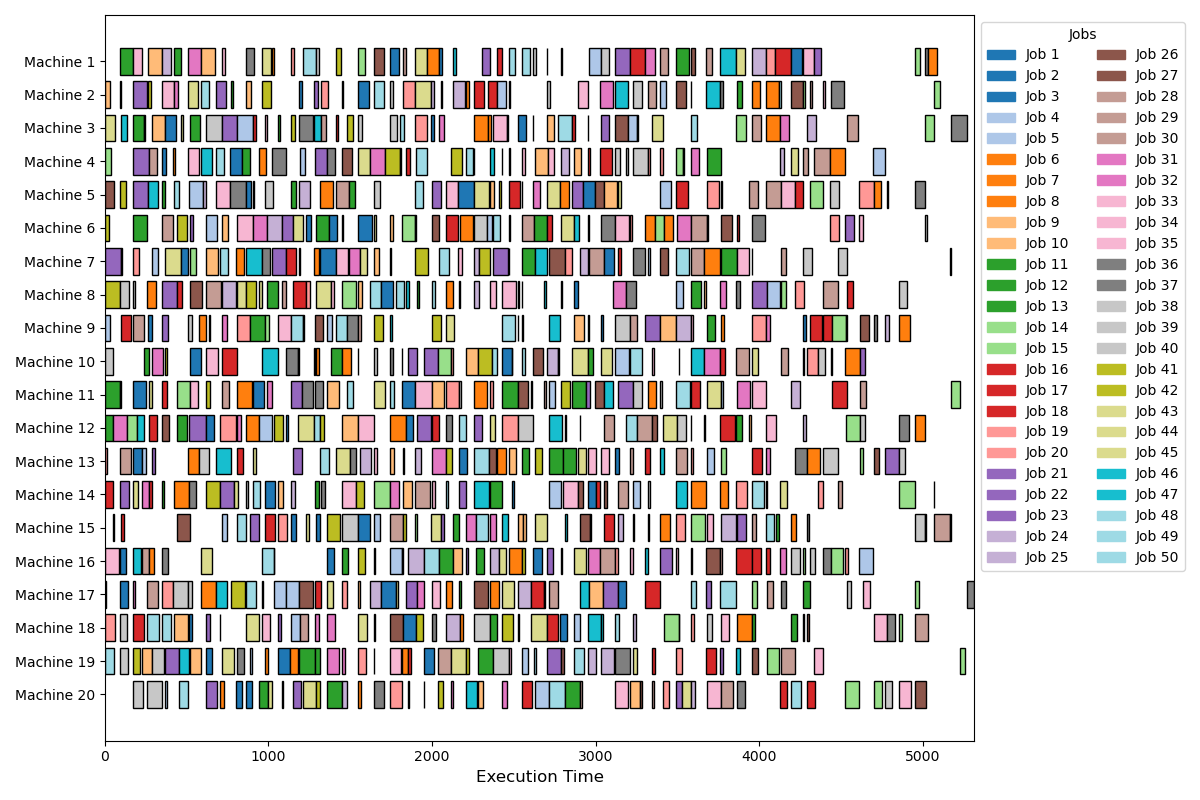 Machine 1
Machine 2
Machine 3
Machine 4
Machine 5
Machine 6
Machine 7
Machine 8
Machine 9
Machine 10
Machine 11
Machine 12
Machine 13
Machine 14
Machine 15
Machine 16
Machine 17
Machine 18
Machine 19
Machine 20
0 1000 2000 3000 4000 5000
Execution Time
Jobs
Job 1
Job 2
Job 3
Job 4
Job 5
Job 6
Job 7
Job 8
Job 9
Job 10
Job 11
Job 12
Job 13
Job 14
Job 15
Job 16
Job 17
Job 18
Job 19
Job 20
Job 21
Job 22
Job 23
Job 24
Job 25
Job 26
Job 27
Job 28
Job 29
Job 30
Job 31
Job 32
Job 33
Job 34
Job 35
Job 36
Job 37
Job 38
Job 39
Job 40
Job 41
Job 42
Job 43
Job 44
Job 45
Job 46
Job 47
Job 48
Job 49
Job 50